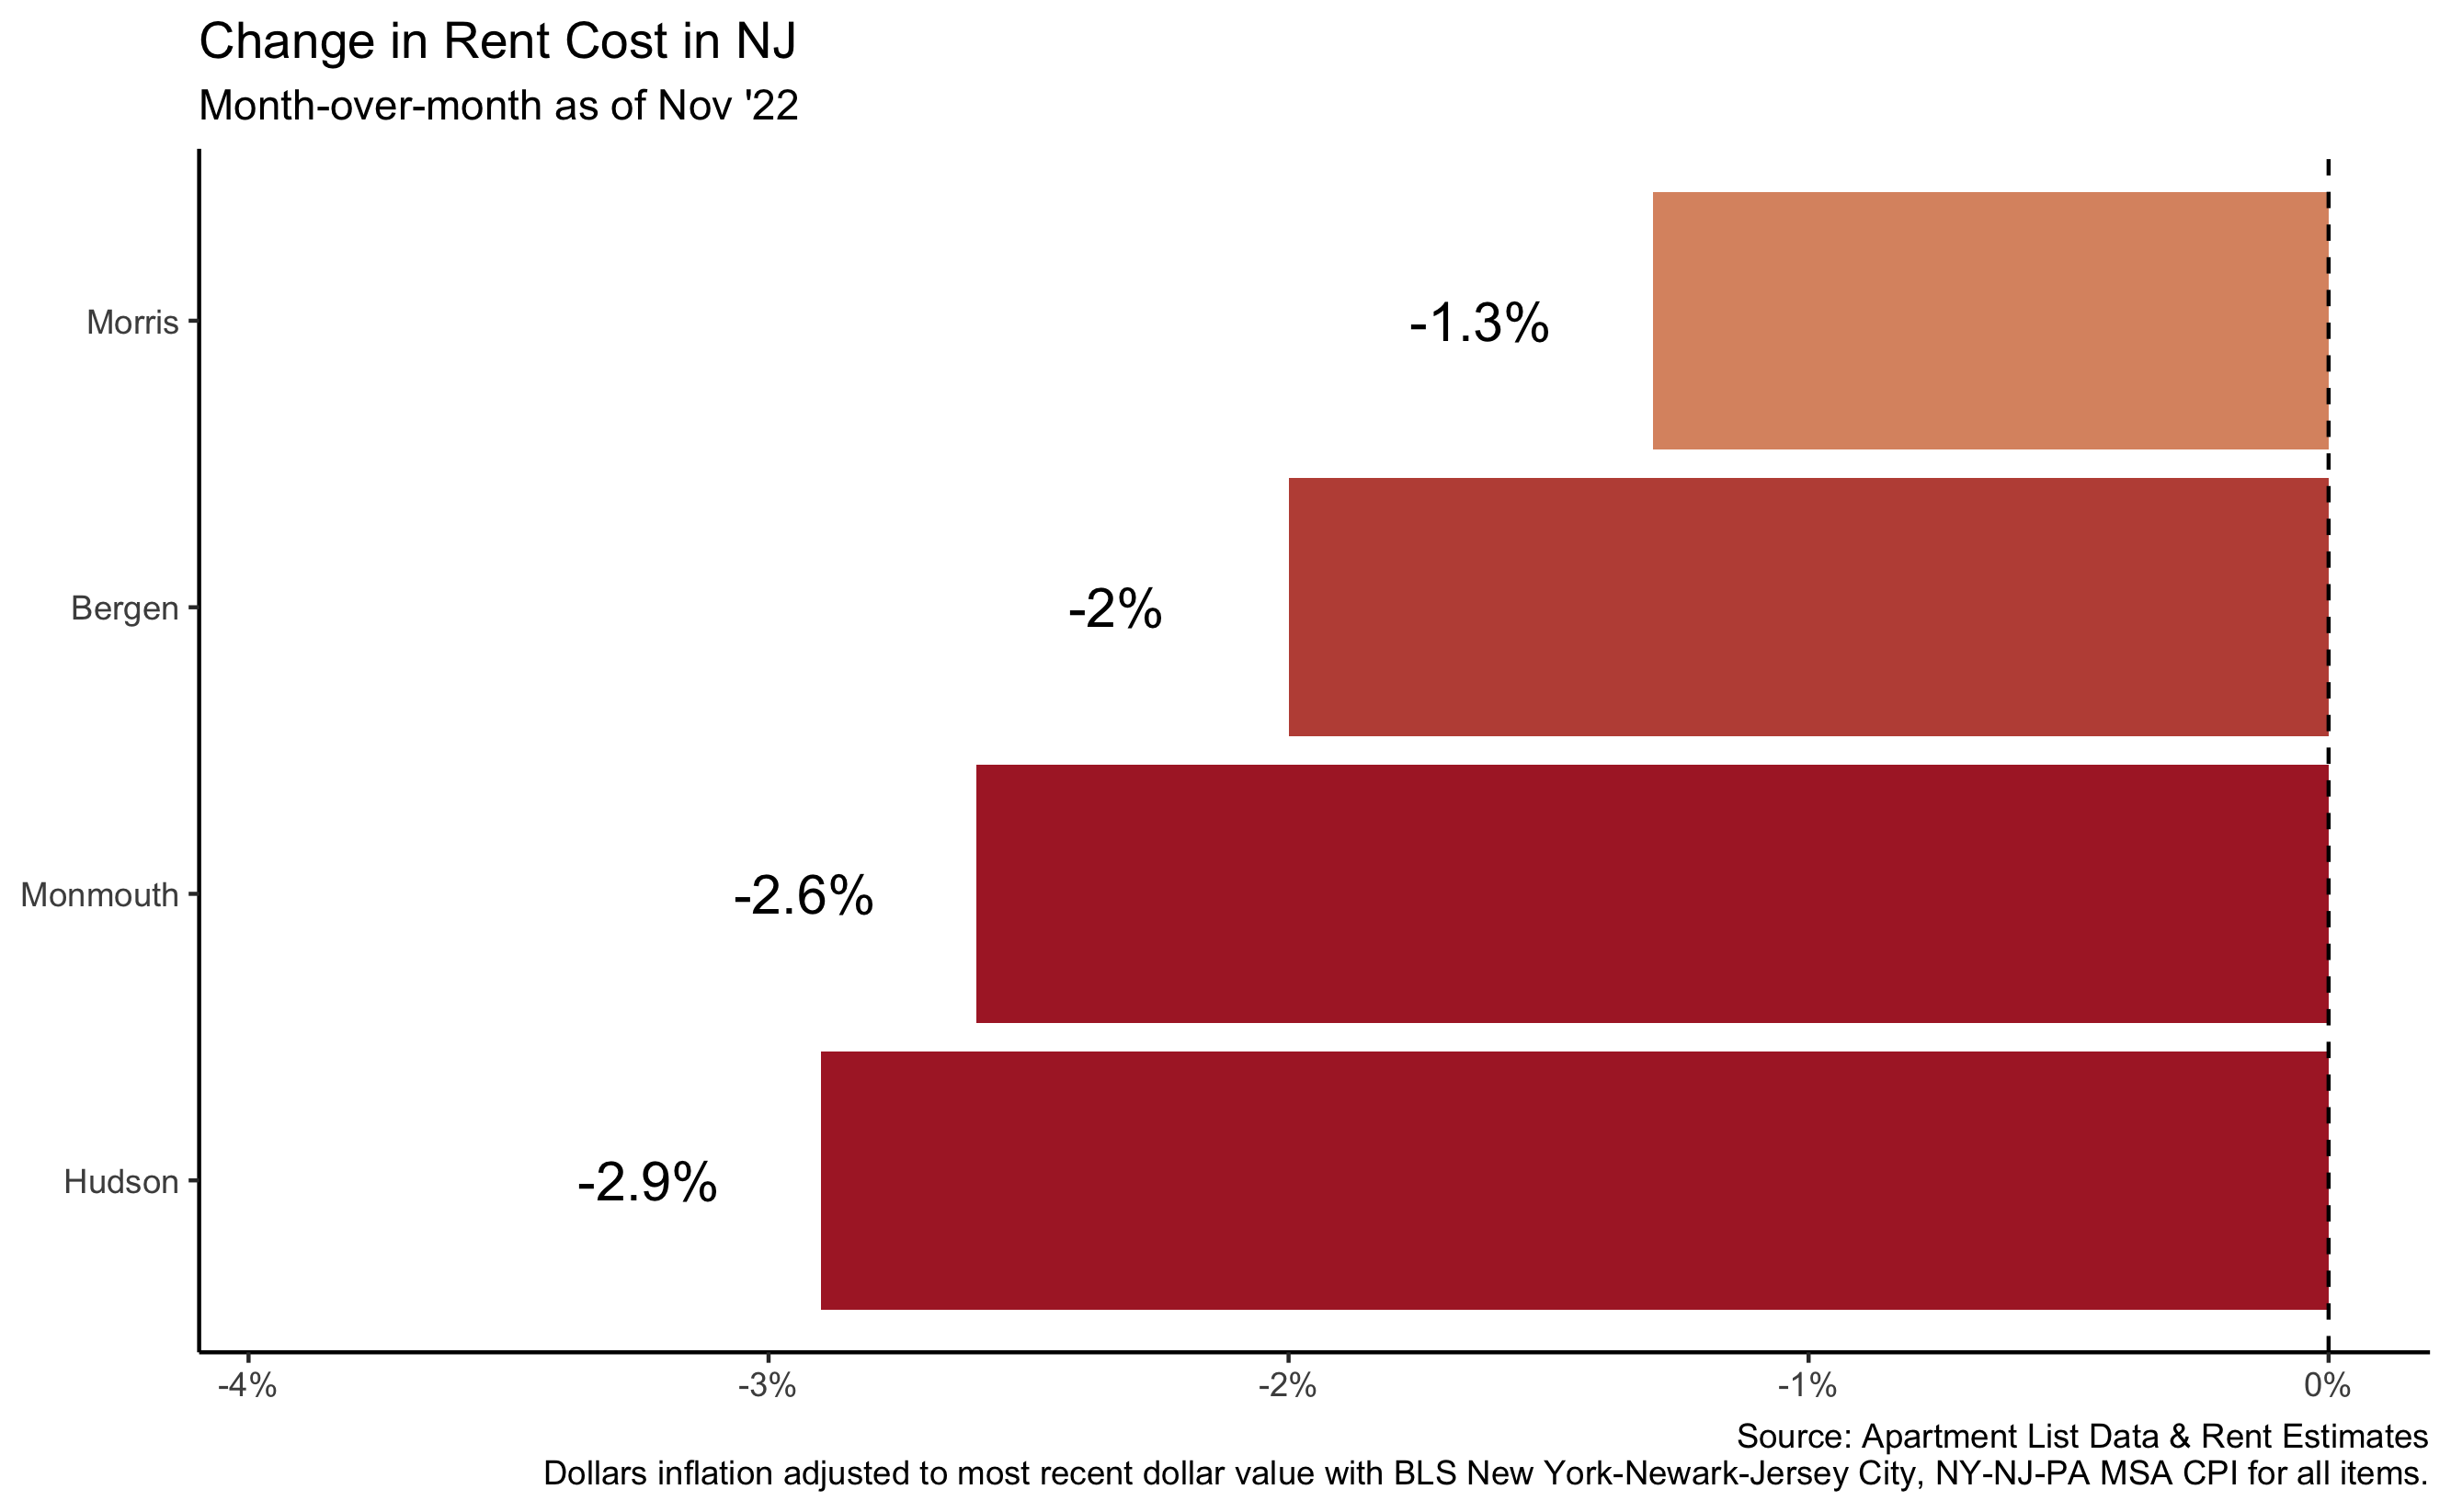 Change in Rent Cost in NJ
Month-over-month as of Nov '22
Morris
-1.3%
Bergen
-2%
Monmouth
-2.6%
Hudson
-2.9%
-4%
-3%
-2%
-1%
0%
Source: Apartment List Data & Rent Estimates
Dollars inflation adjusted to most recent dollar value with BLS New York-Newark-Jersey City, NY-NJ-PA MSA CPI for all items.